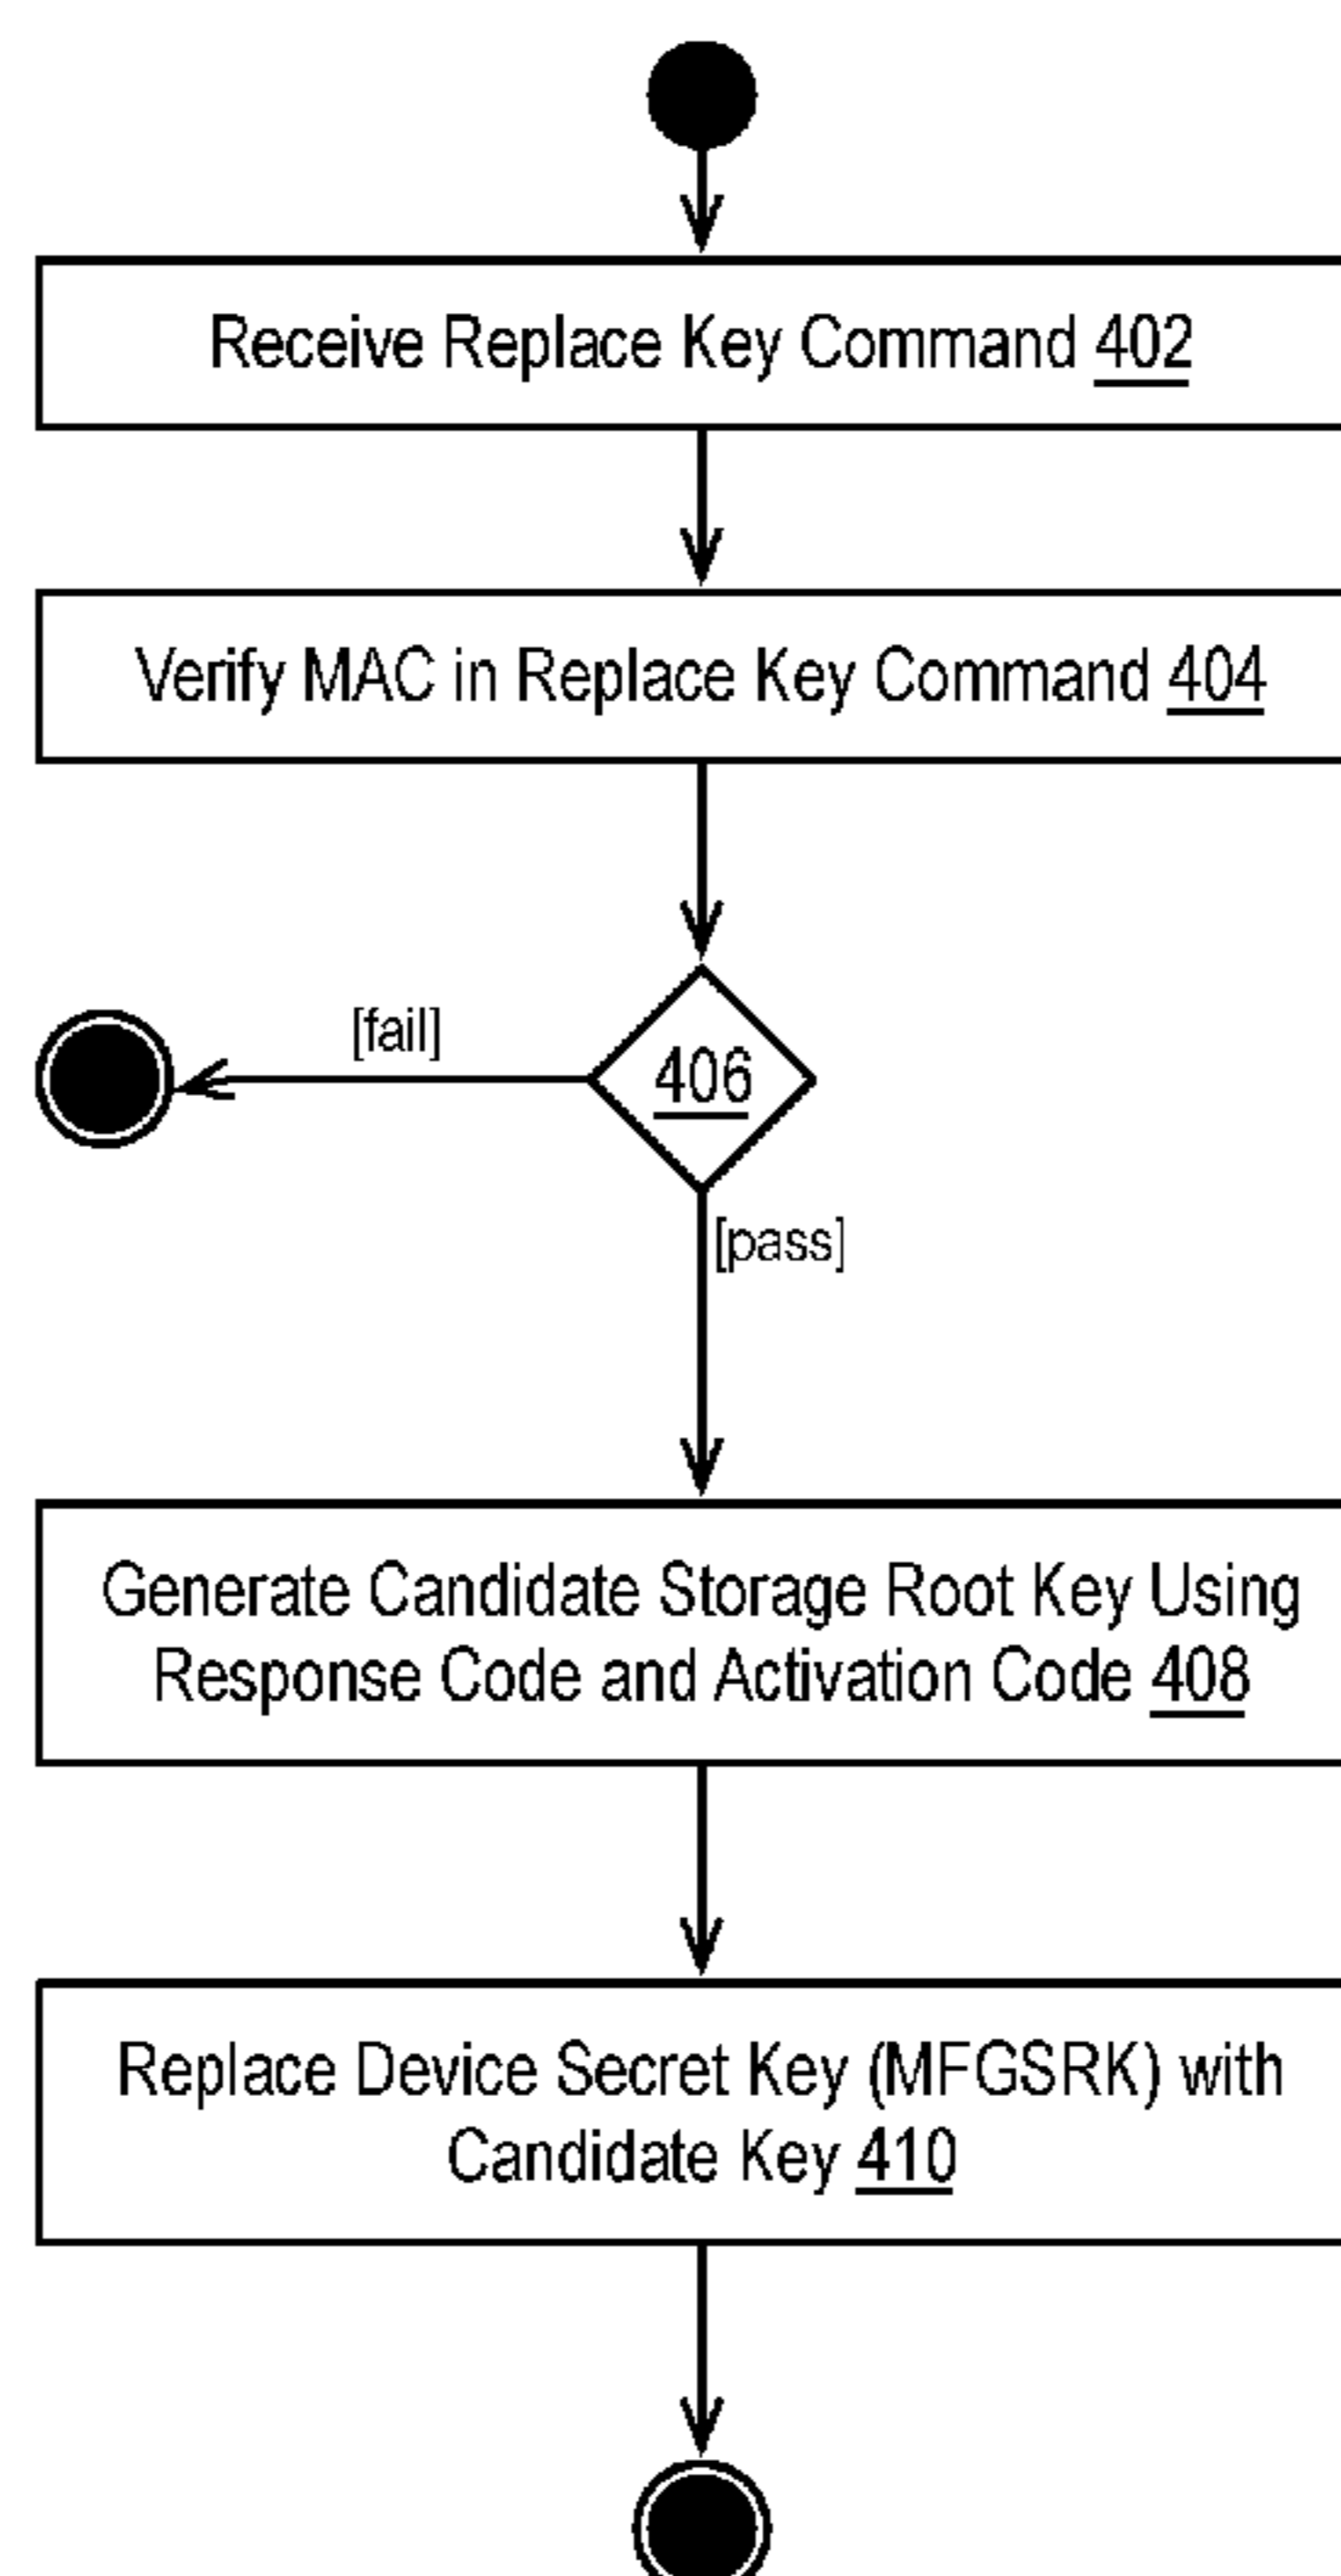 Receive Replace Key Command 402
Verify MAC in Replace Key Command 404
[fail]
406
[pass]
Generate Candidate Storage Root Key Using
Response Code and Activation Code 408
Replace Device Secret Key (MFGSRK) with
Candidate Key 410